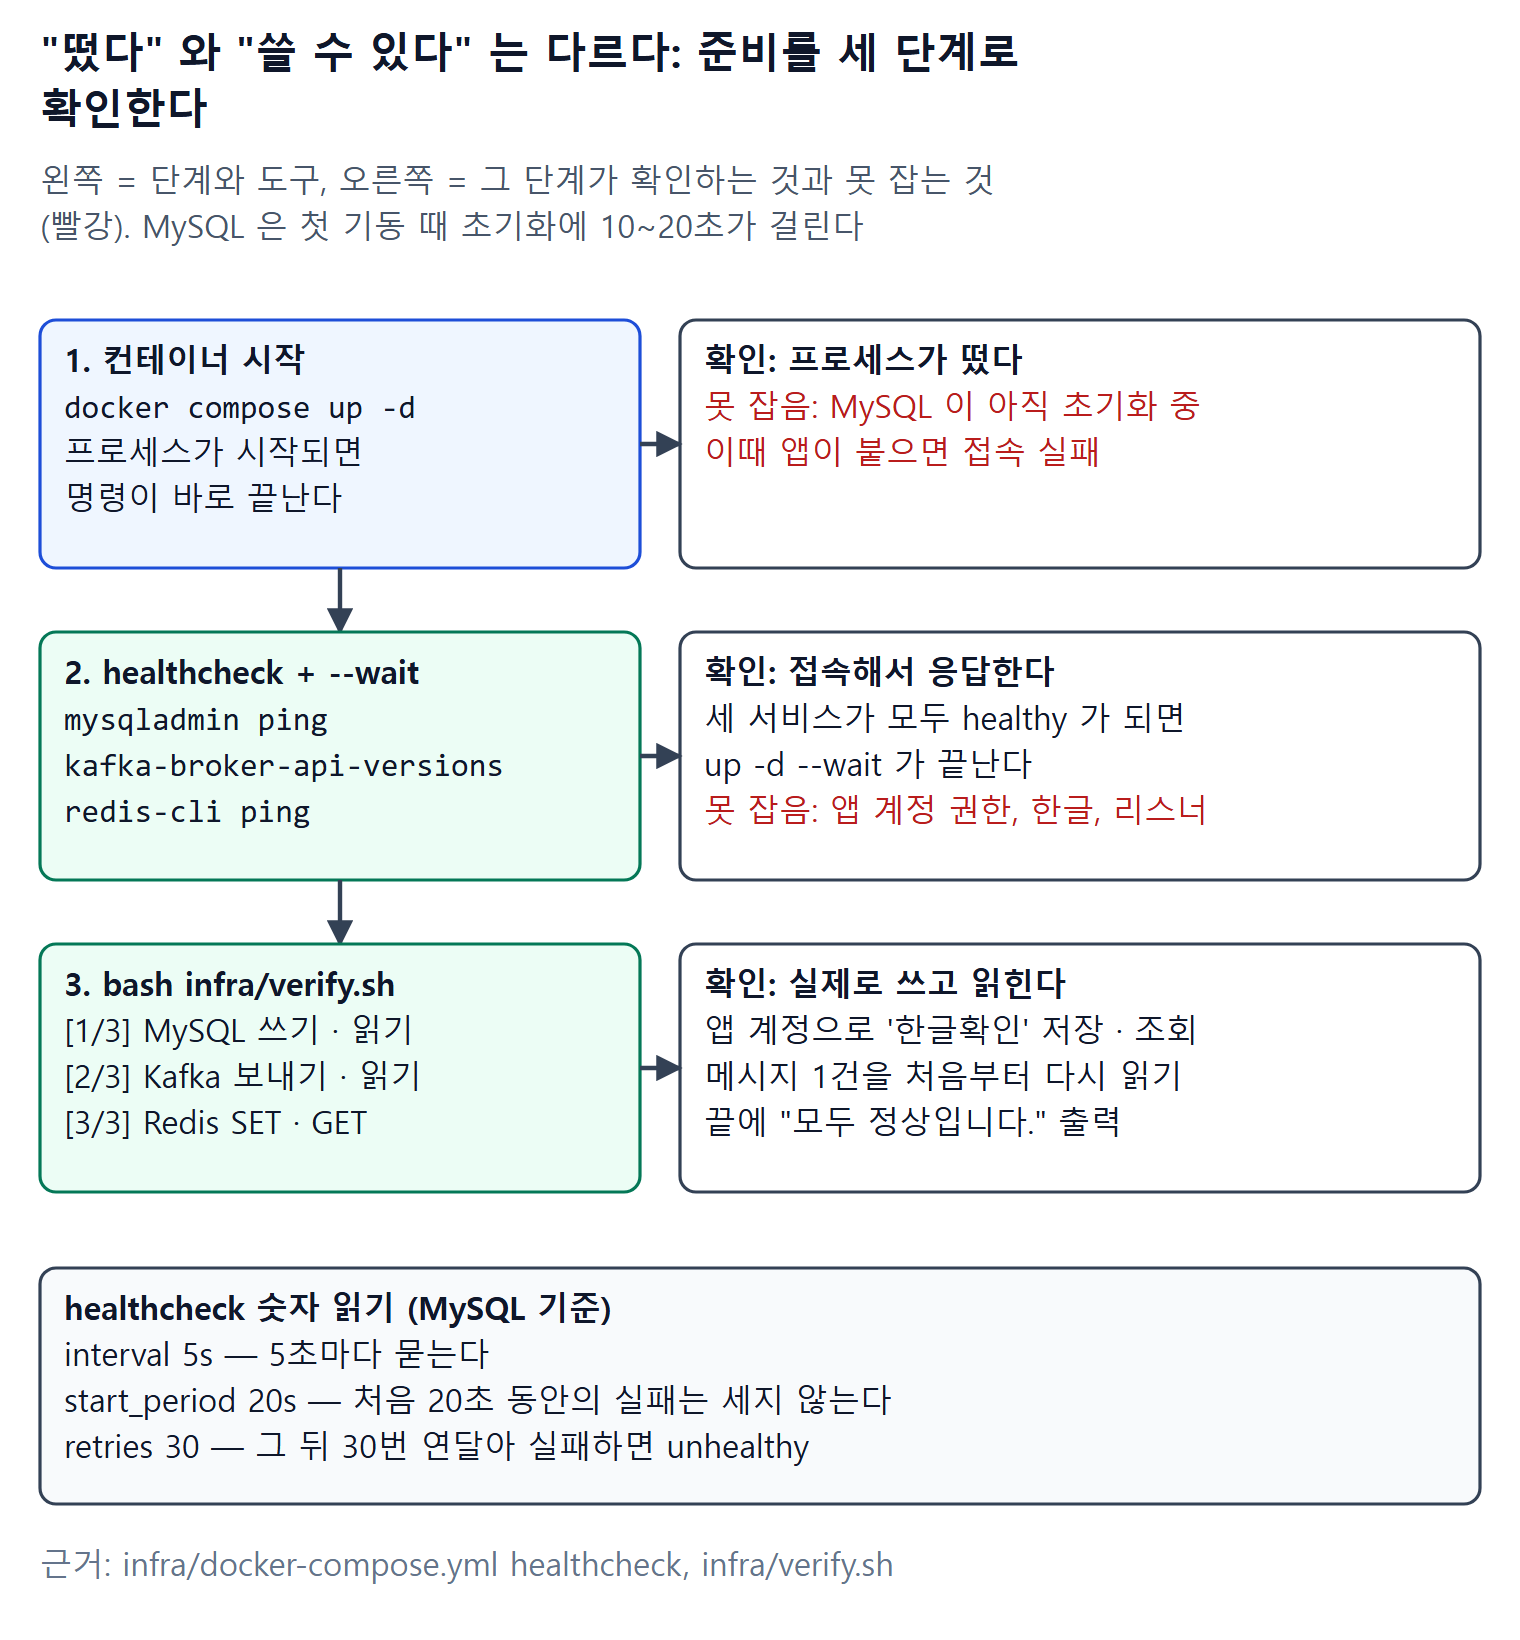 "떴다" 와 "쓸 수 있다" 는 다르다: 준비를 세 단계로
확인한다
왼쪽 = 단계와 도구, 오른쪽 = 그 단계가 확인하는 것과 못 잡는 것
(빨강). MySQL 은 첫 기동 때 초기화에 10~20초가 걸린다
1. 컨테이너 시작
docker compose up -d
프로세스가 시작되면
명령이 바로 끝난다
확인: 프로세스가 떴다
못 잡음: MySQL 이 아직 초기화 중
이때 앱이 붙으면 접속 실패
2. healthcheck + --wait
mysqladmin ping
kafka-broker-api-versions
redis-cli ping
확인: 접속해서 응답한다
세 서비스가 모두 healthy 가 되면
up -d --wait 가 끝난다
못 잡음: 앱 계정 권한, 한글, 리스너
3. bash infra/verify.sh
[1/3] MySQL 쓰기 · 읽기
[2/3] Kafka 보내기 · 읽기
[3/3] Redis SET · GET
확인: 실제로 쓰고 읽힌다
앱 계정으로 '한글확인' 저장 · 조회
메시지 1건을 처음부터 다시 읽기
끝에 "모두 정상입니다." 출력
healthcheck 숫자 읽기 (MySQL 기준)
interval 5s — 5초마다 묻는다
start_period 20s — 처음 20초 동안의 실패는 세지 않는다
retries 30 — 그 뒤 30번 연달아 실패하면 unhealthy
근거: infra/docker-compose.yml healthcheck, infra/verify.sh